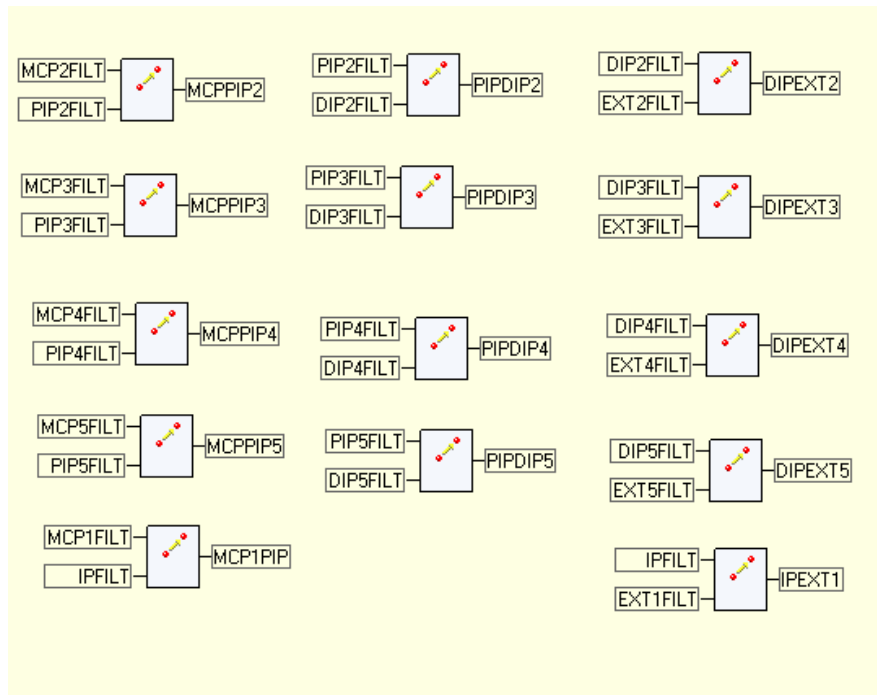 MCP2FILT
PIP2FILT
MCPPIP2
PIP2FILT
DIP2FILT
PIPDIP2
DIP2FILT
EXT2FILT
DIPEXT2
MCP3FILT
PIP3FILT
MCPPIP3
PIP3FILT
DIP3FILT
PIPDIP3
DIP3FILT
EXT3FILT
DIPEXT3
MCP4FILT
PIP4FILT
MCPPIP4
PIP4FILT
DIP4FILT
PIPDIP4
DIP4FILT
EXT4FILT
DIPEXT4
MCP5FILT
PIP5FILT
MCPPIP5
PIP5FILT
DIP5FILT
PIPDIP5
DIP5FILT
EXT5FILT
DIPEXT5
MCP1FILT
IPFILT
MCP1PIP
IPFILT
EXT1FILT
IPEXT1